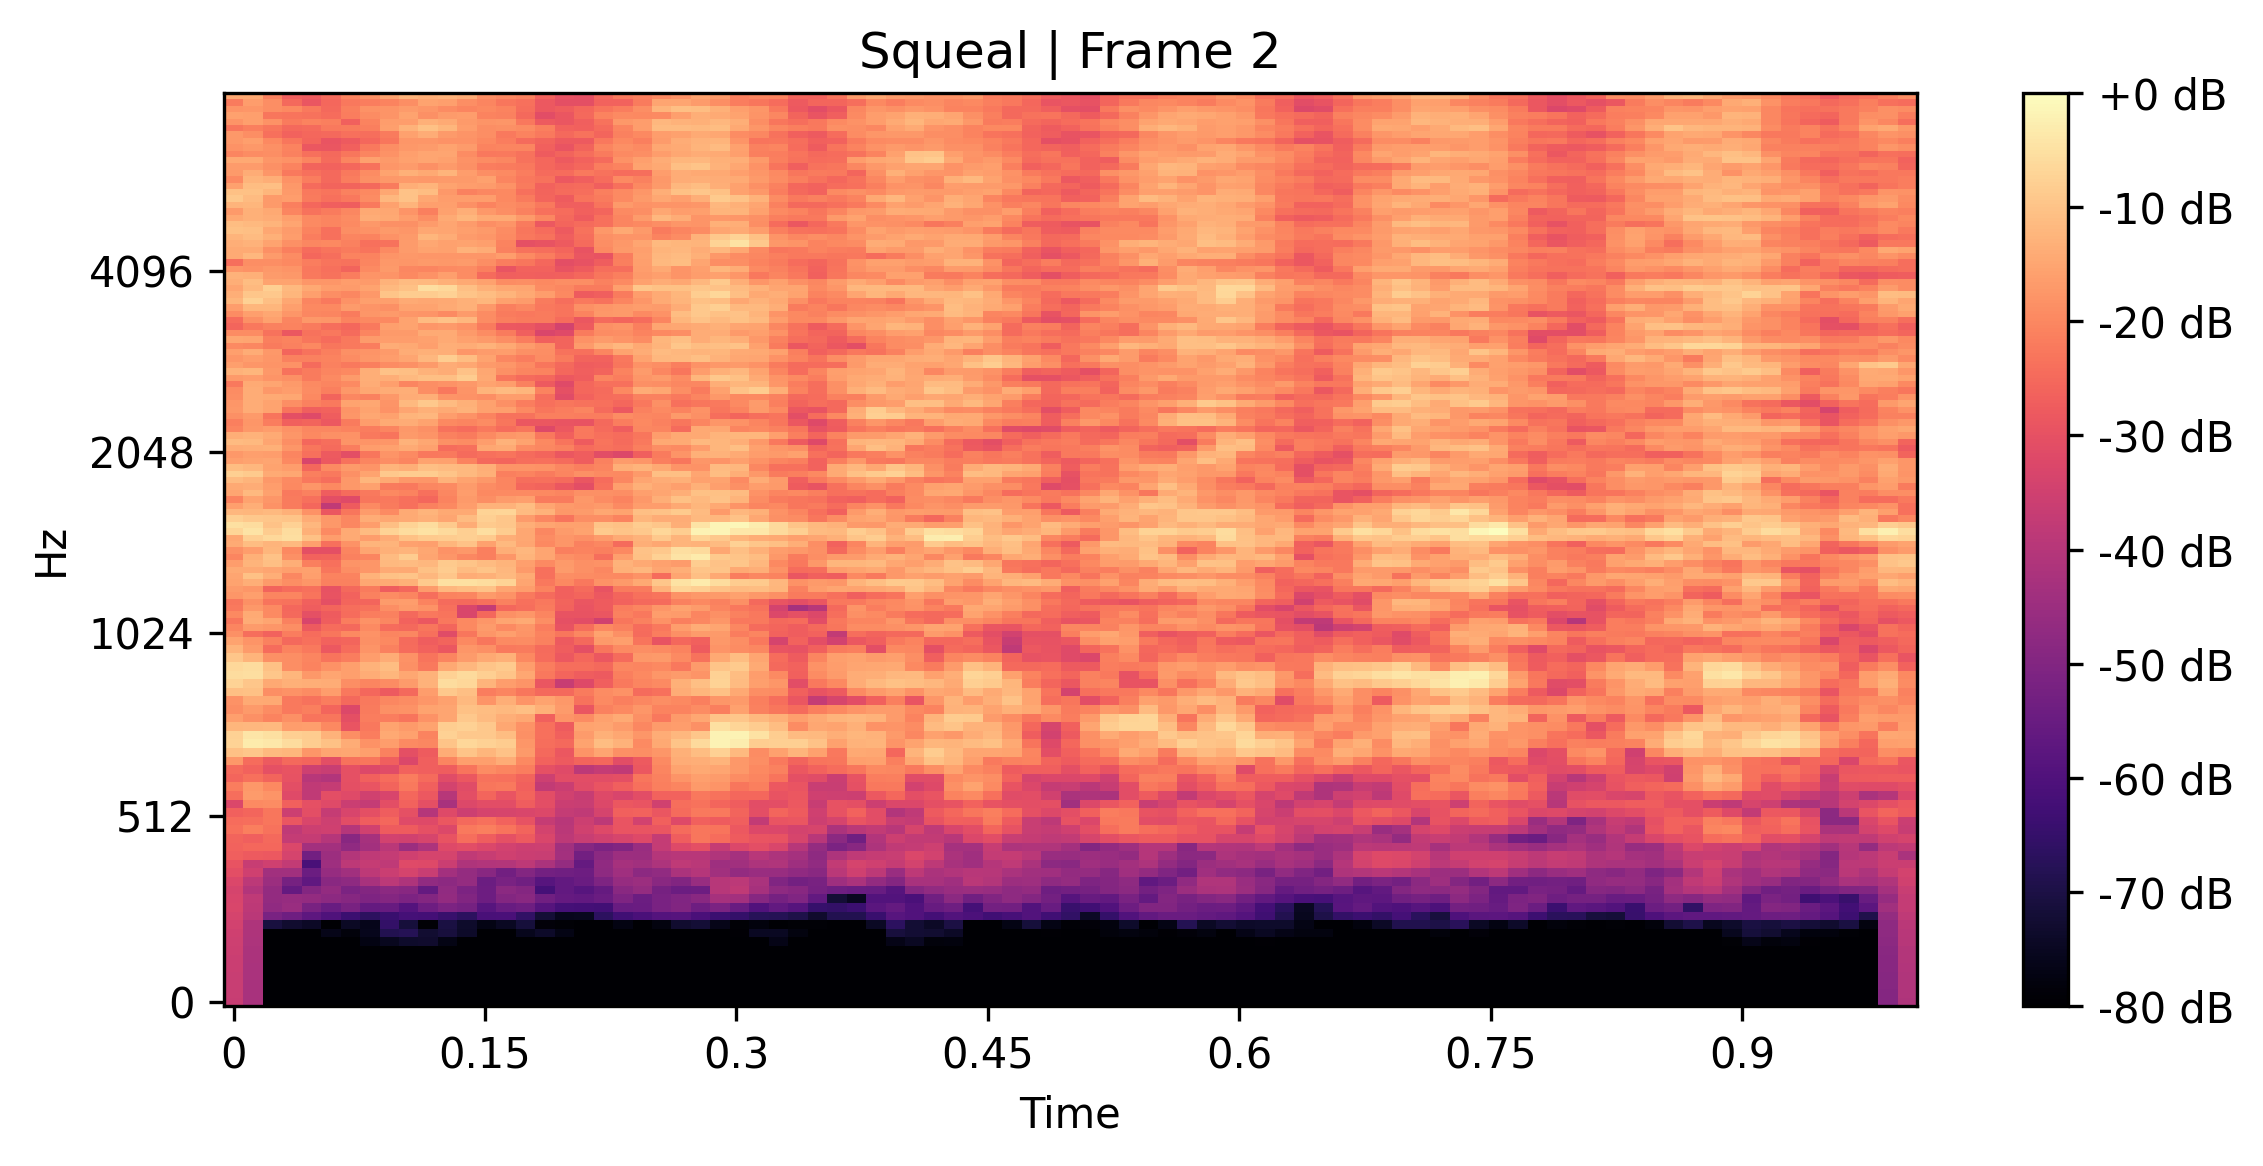 Squeal | Frame 2
+0 dB
-10 dB
-20 dB
-30 dB
-40 dB
-50 dB
-60 dB
-70 dB
-80 dB
Hz
4096
2048
1024
512
0
0 0.15 0.3 0.45 0.6 0.75 0.9
Time